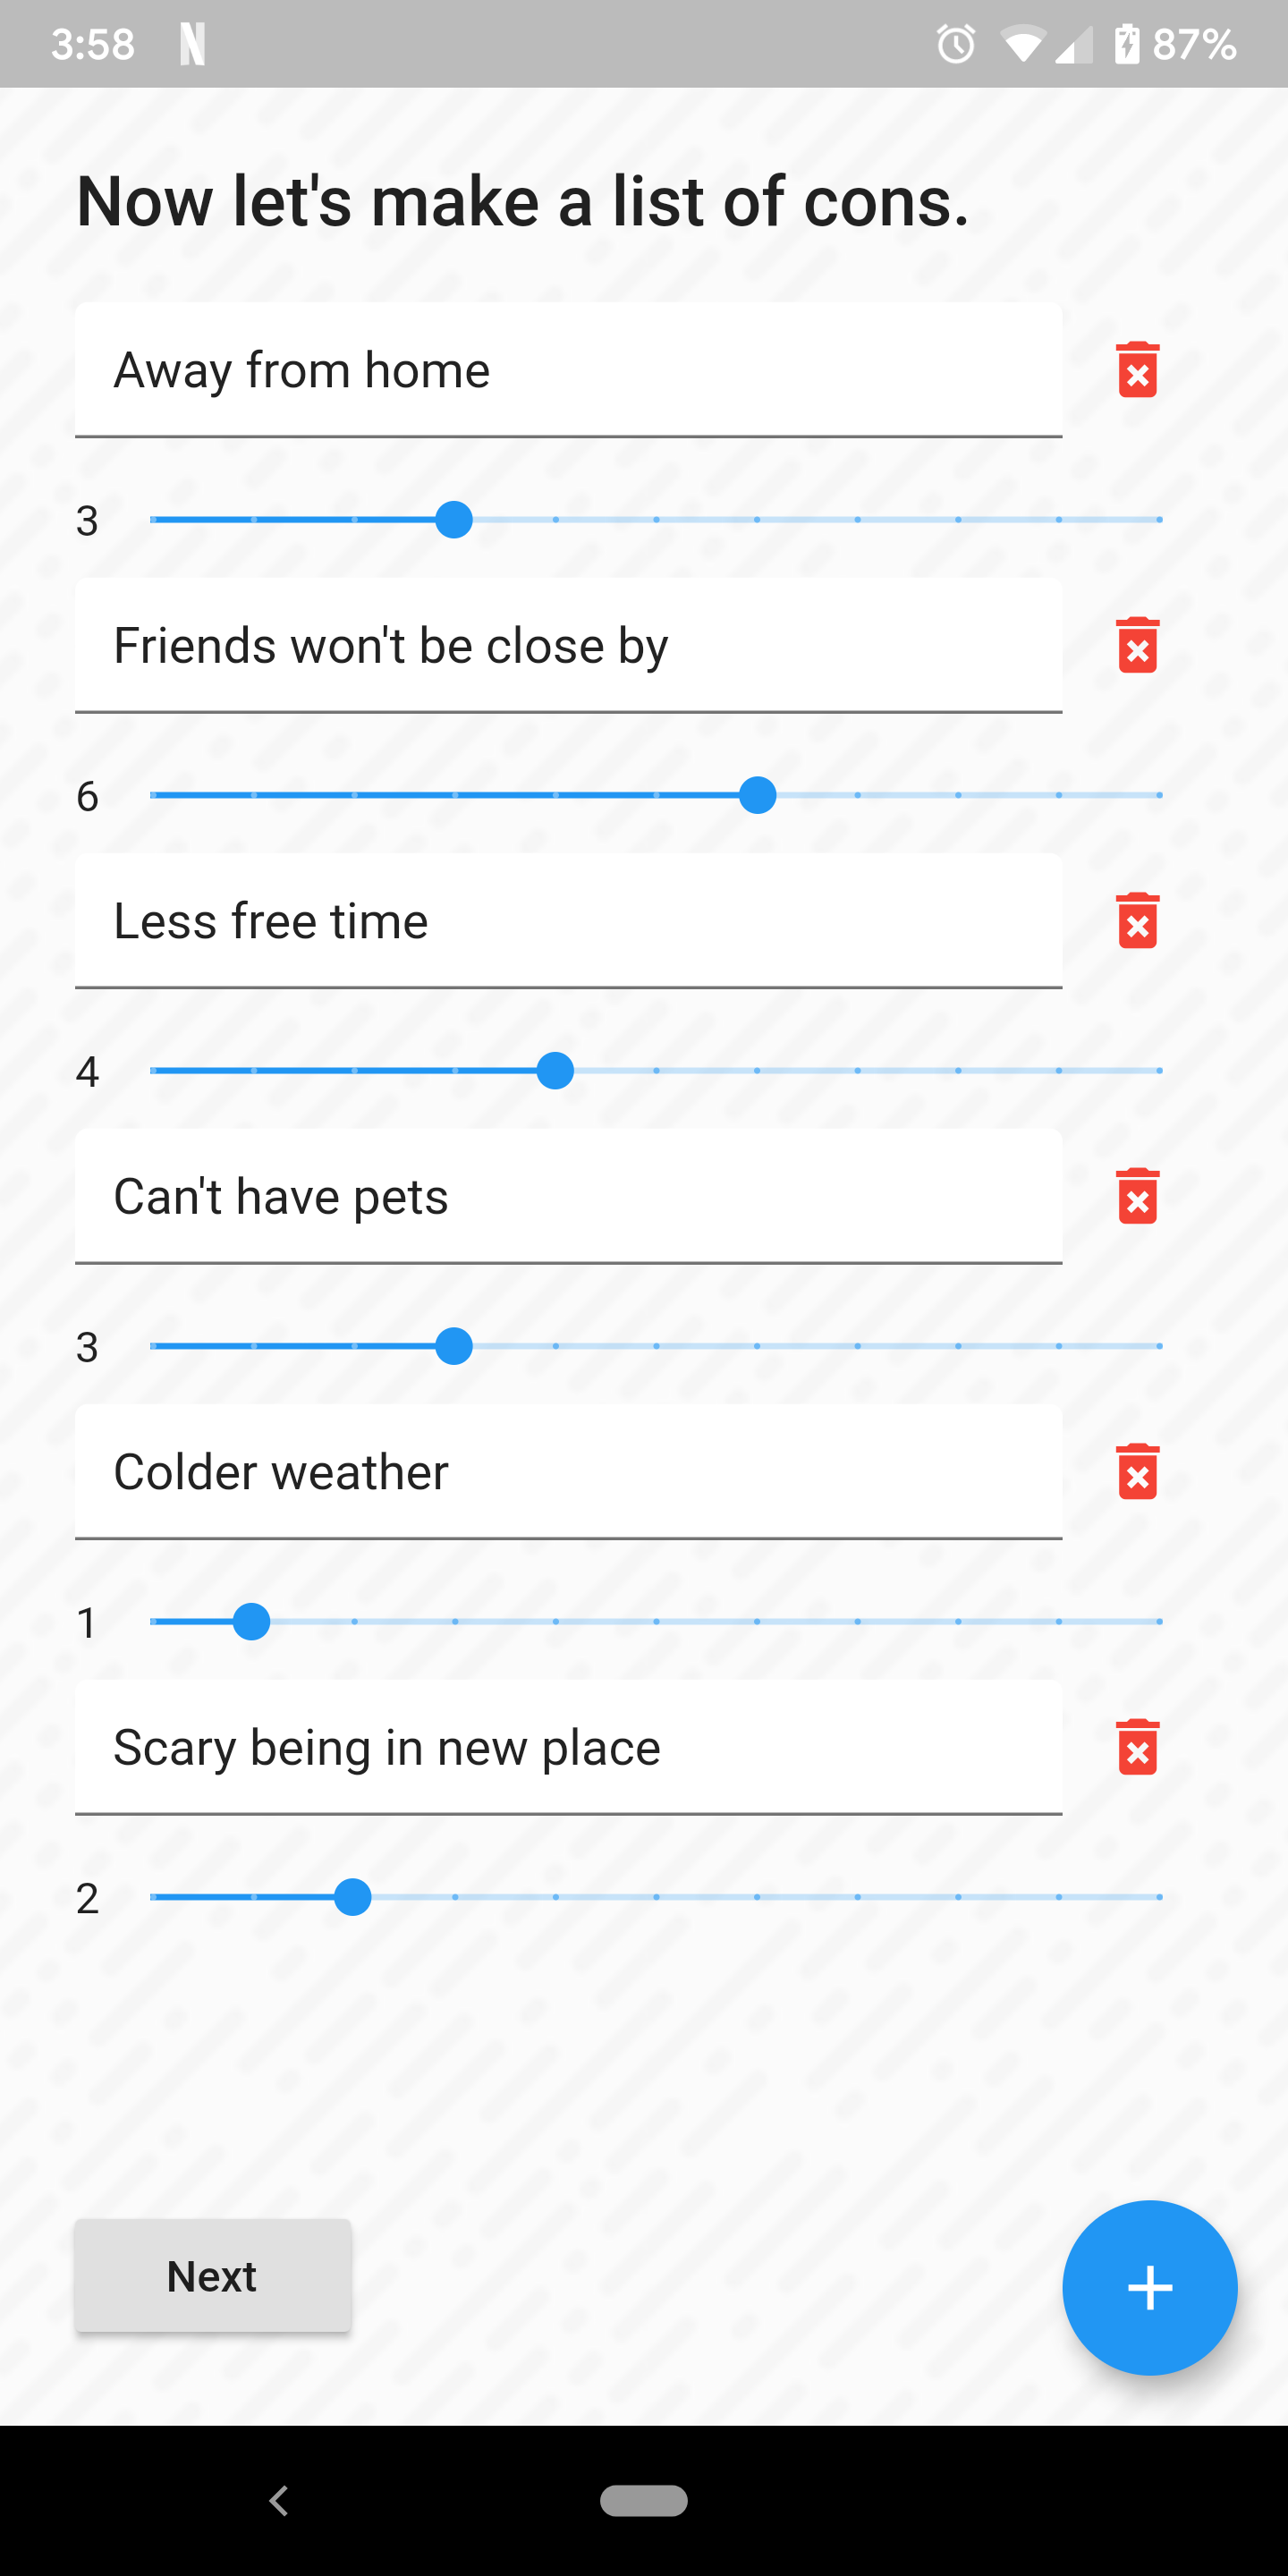 3:58 N 87%
Now let's make a list of cons.
Away from home
3
Friends won't be close by
6
Less free time
4
Can't have pets
3
Colder weather
1
Scary being in new place
2
Next